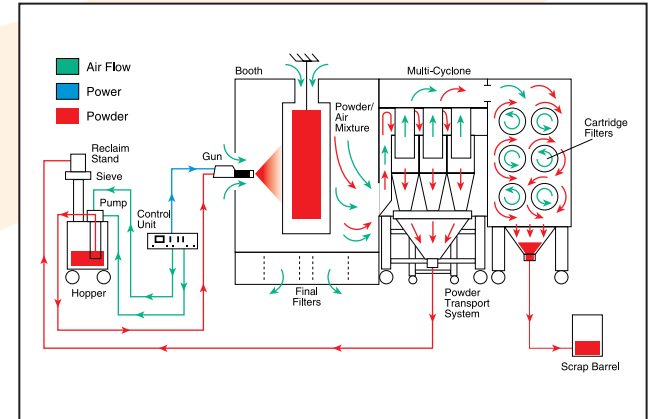 Air Flow
Power
Powder
Booth
Multi-Cyclone
Powder/
Air
Mixture
Cartridge
Filters
Reclaim
Stand
Gun
Sieve
Pump
Control
Unit
Hopper
Final
Filters
Powder
Transport
System
Scrap Barrel